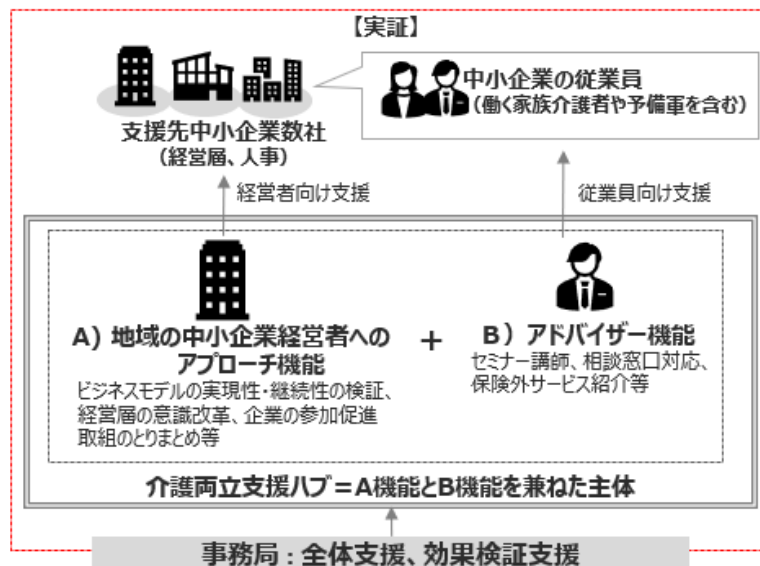 【実証】
中小企業の従業員
（働く家族介護者や予備軍を含む）
支援先中小企業数社
（経営層、人事）
経営者向け支援
従業員向け支援
A) 地域の中小企業経営者への
アプローチ機能
ビジネスモデルの実現性・継続性の検証、
経営層の意識改革、企業の参加促進
取組のとりまとめ等
＋
B）アドバイザー機能
セミナー講師、相談窓口対応、
保険外サービス紹介等
介護両立支援ハブ＝A機能とB機能を兼ねた主体
事務局：全体支援、効果検証支援